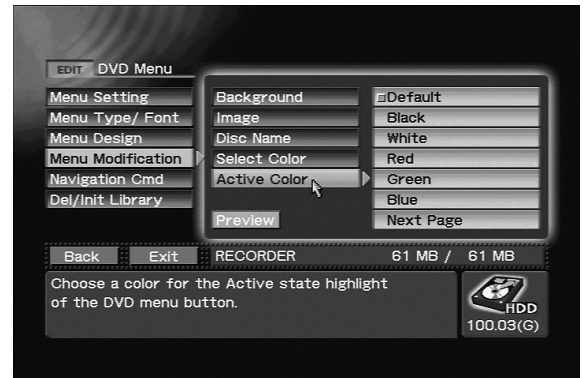 EDIT DVD Menu
Menu Setting
Menu Type/ Font
Menu Design
Menu Modification
Navigation Cmd
Del/Init Library
Background
Image
Disc Name
Select Color
Active Color
Preview
Default
Black
White
Red
Green
Blue
Next Page
Back Exit RECORDER 61 MB / 61 MB
Choose a color for the Active state highlight
of the DVD menu button.
HDD
100.03(G)